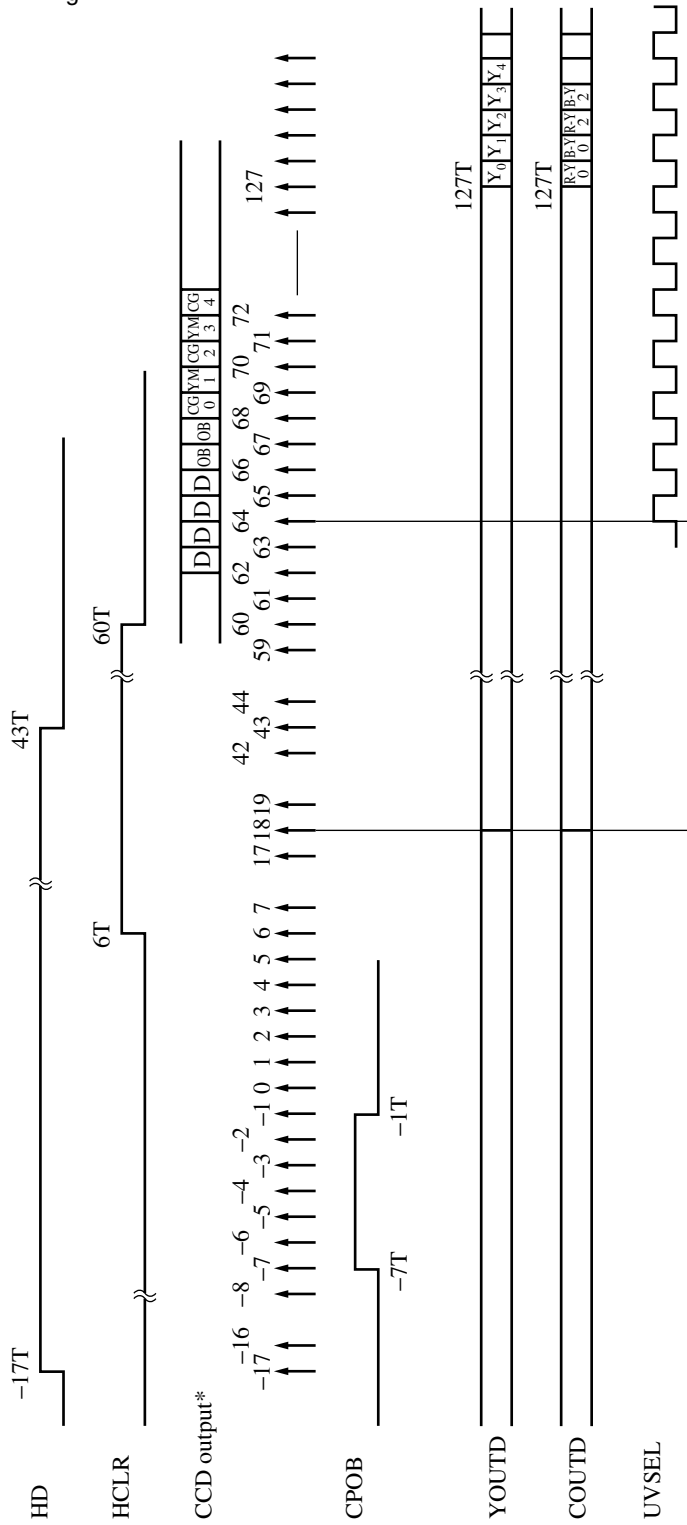 g
HD
−17T
43T
HCLR
6T
60T
CCD output*
D D D D OB OB CG 0 YM 1 CG 2 YM 3 CG 4
−17 −16 −8 −7 −6 −5 −4 −3 −2 −1 0 1 2 3 4 5 6 7 17 18 19 42 43 44 59 60 61 62 63 64 65 66 67 68 69 70 71 72 127
CPOB
−7T
−1T
YOUTD
127T
Y0 Y1 Y2 Y3 Y4
COUTD
127T
R-Y 0 B-Y 0 R-Y 2 B-Y 2
UVSEL